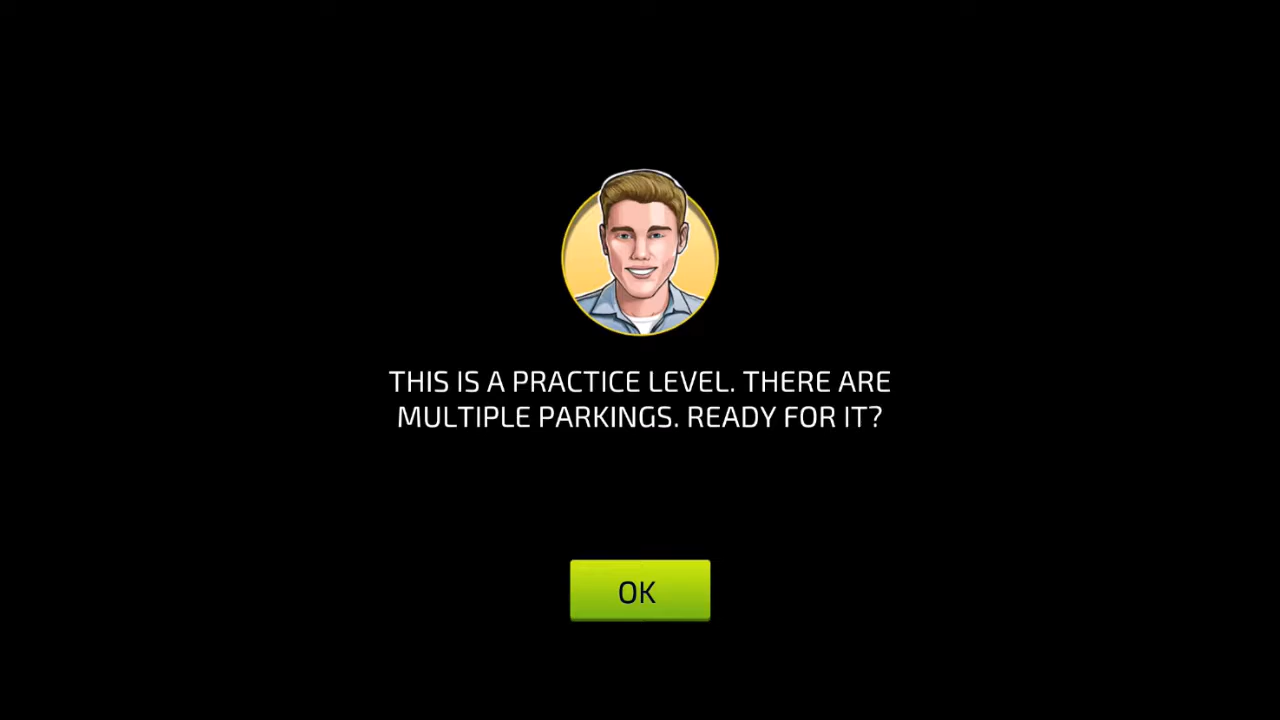 THIS IS A PRACTICE LEVEL. THERE ARE
MULTIPLE PARKINGS. READY FOR IT?
OK